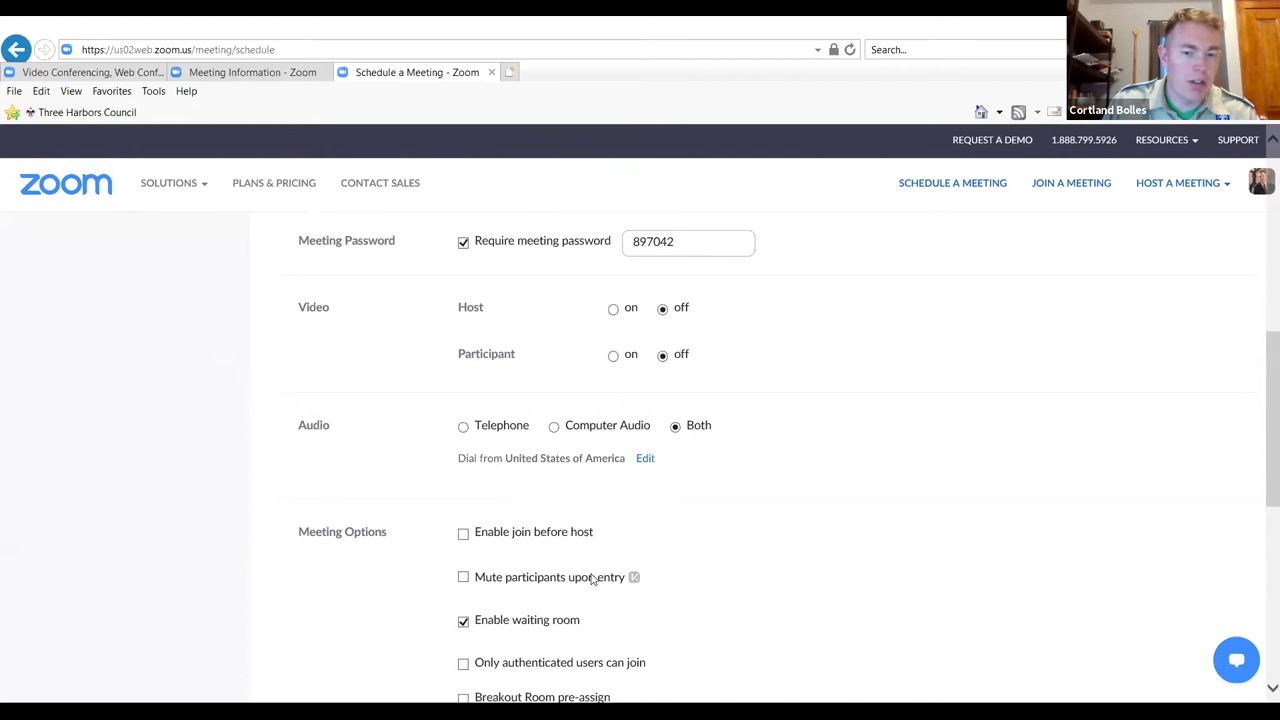 https://us02web.zoom.us/meeting/schedule
Search...
Video Conferencing, Web Conf...
Meeting Information - Zoom
Schedule a Meeting - Zoom
File Edit View Favorites Tools Help
Cortland Bolles
Three Harbors Council
REQUEST A DEMO 1.888.799.5926 RESOURCES SUPPORT
zoom SOLUTIONS PLANS & PRICING CONTACT SALES SCHEDULE A MEETING JOIN A MEETING HOST A MEETING
Meeting Password Require meeting password 897042
Video Host on off
Participant on off
Audio Telephone Computer Audio Both
Dial from United States of America Edit
Meeting Options Enable join before host
Mute participants upon entry
Enable waiting room
Only authenticated users can join
Breakout Room pre-assign